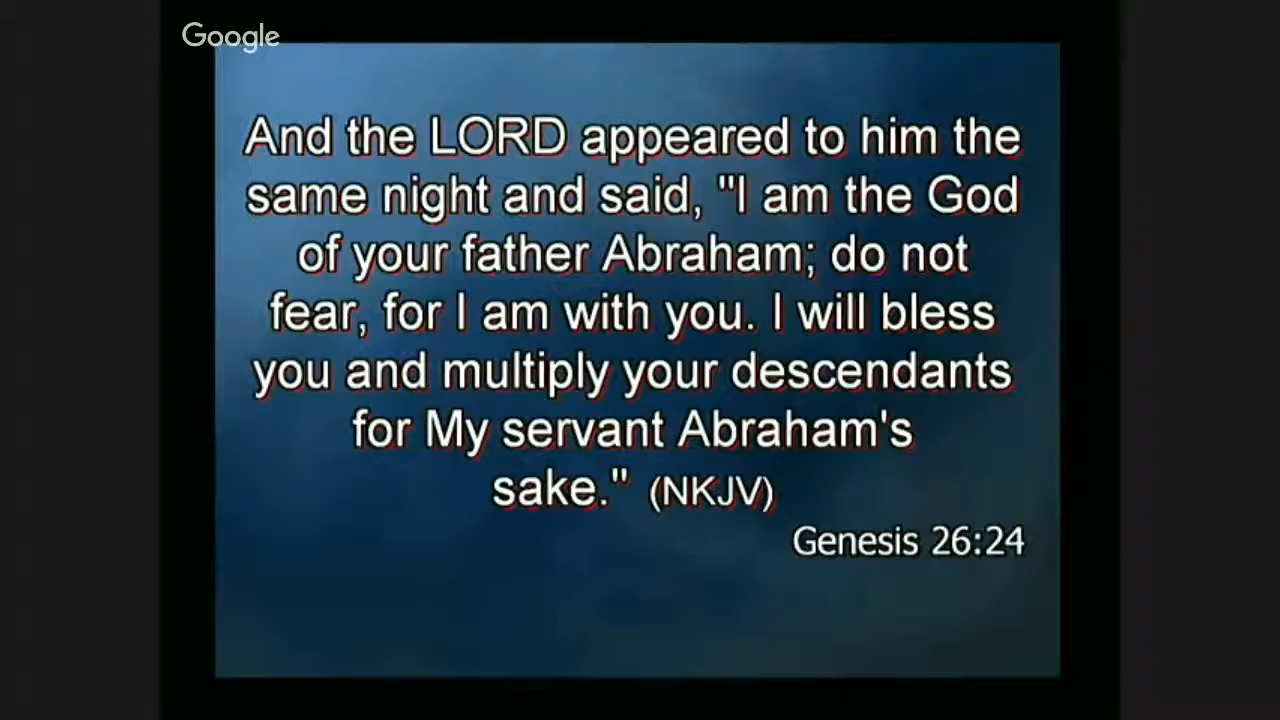 Google
And the LORD appeared to him the
same night and said, "I am the God
of your father Abraham; do not
fear, for I am with you. I will bless
you and multiply your descendants
for My servant Abraham's
sake." (NKJV)
Genesis 26:24